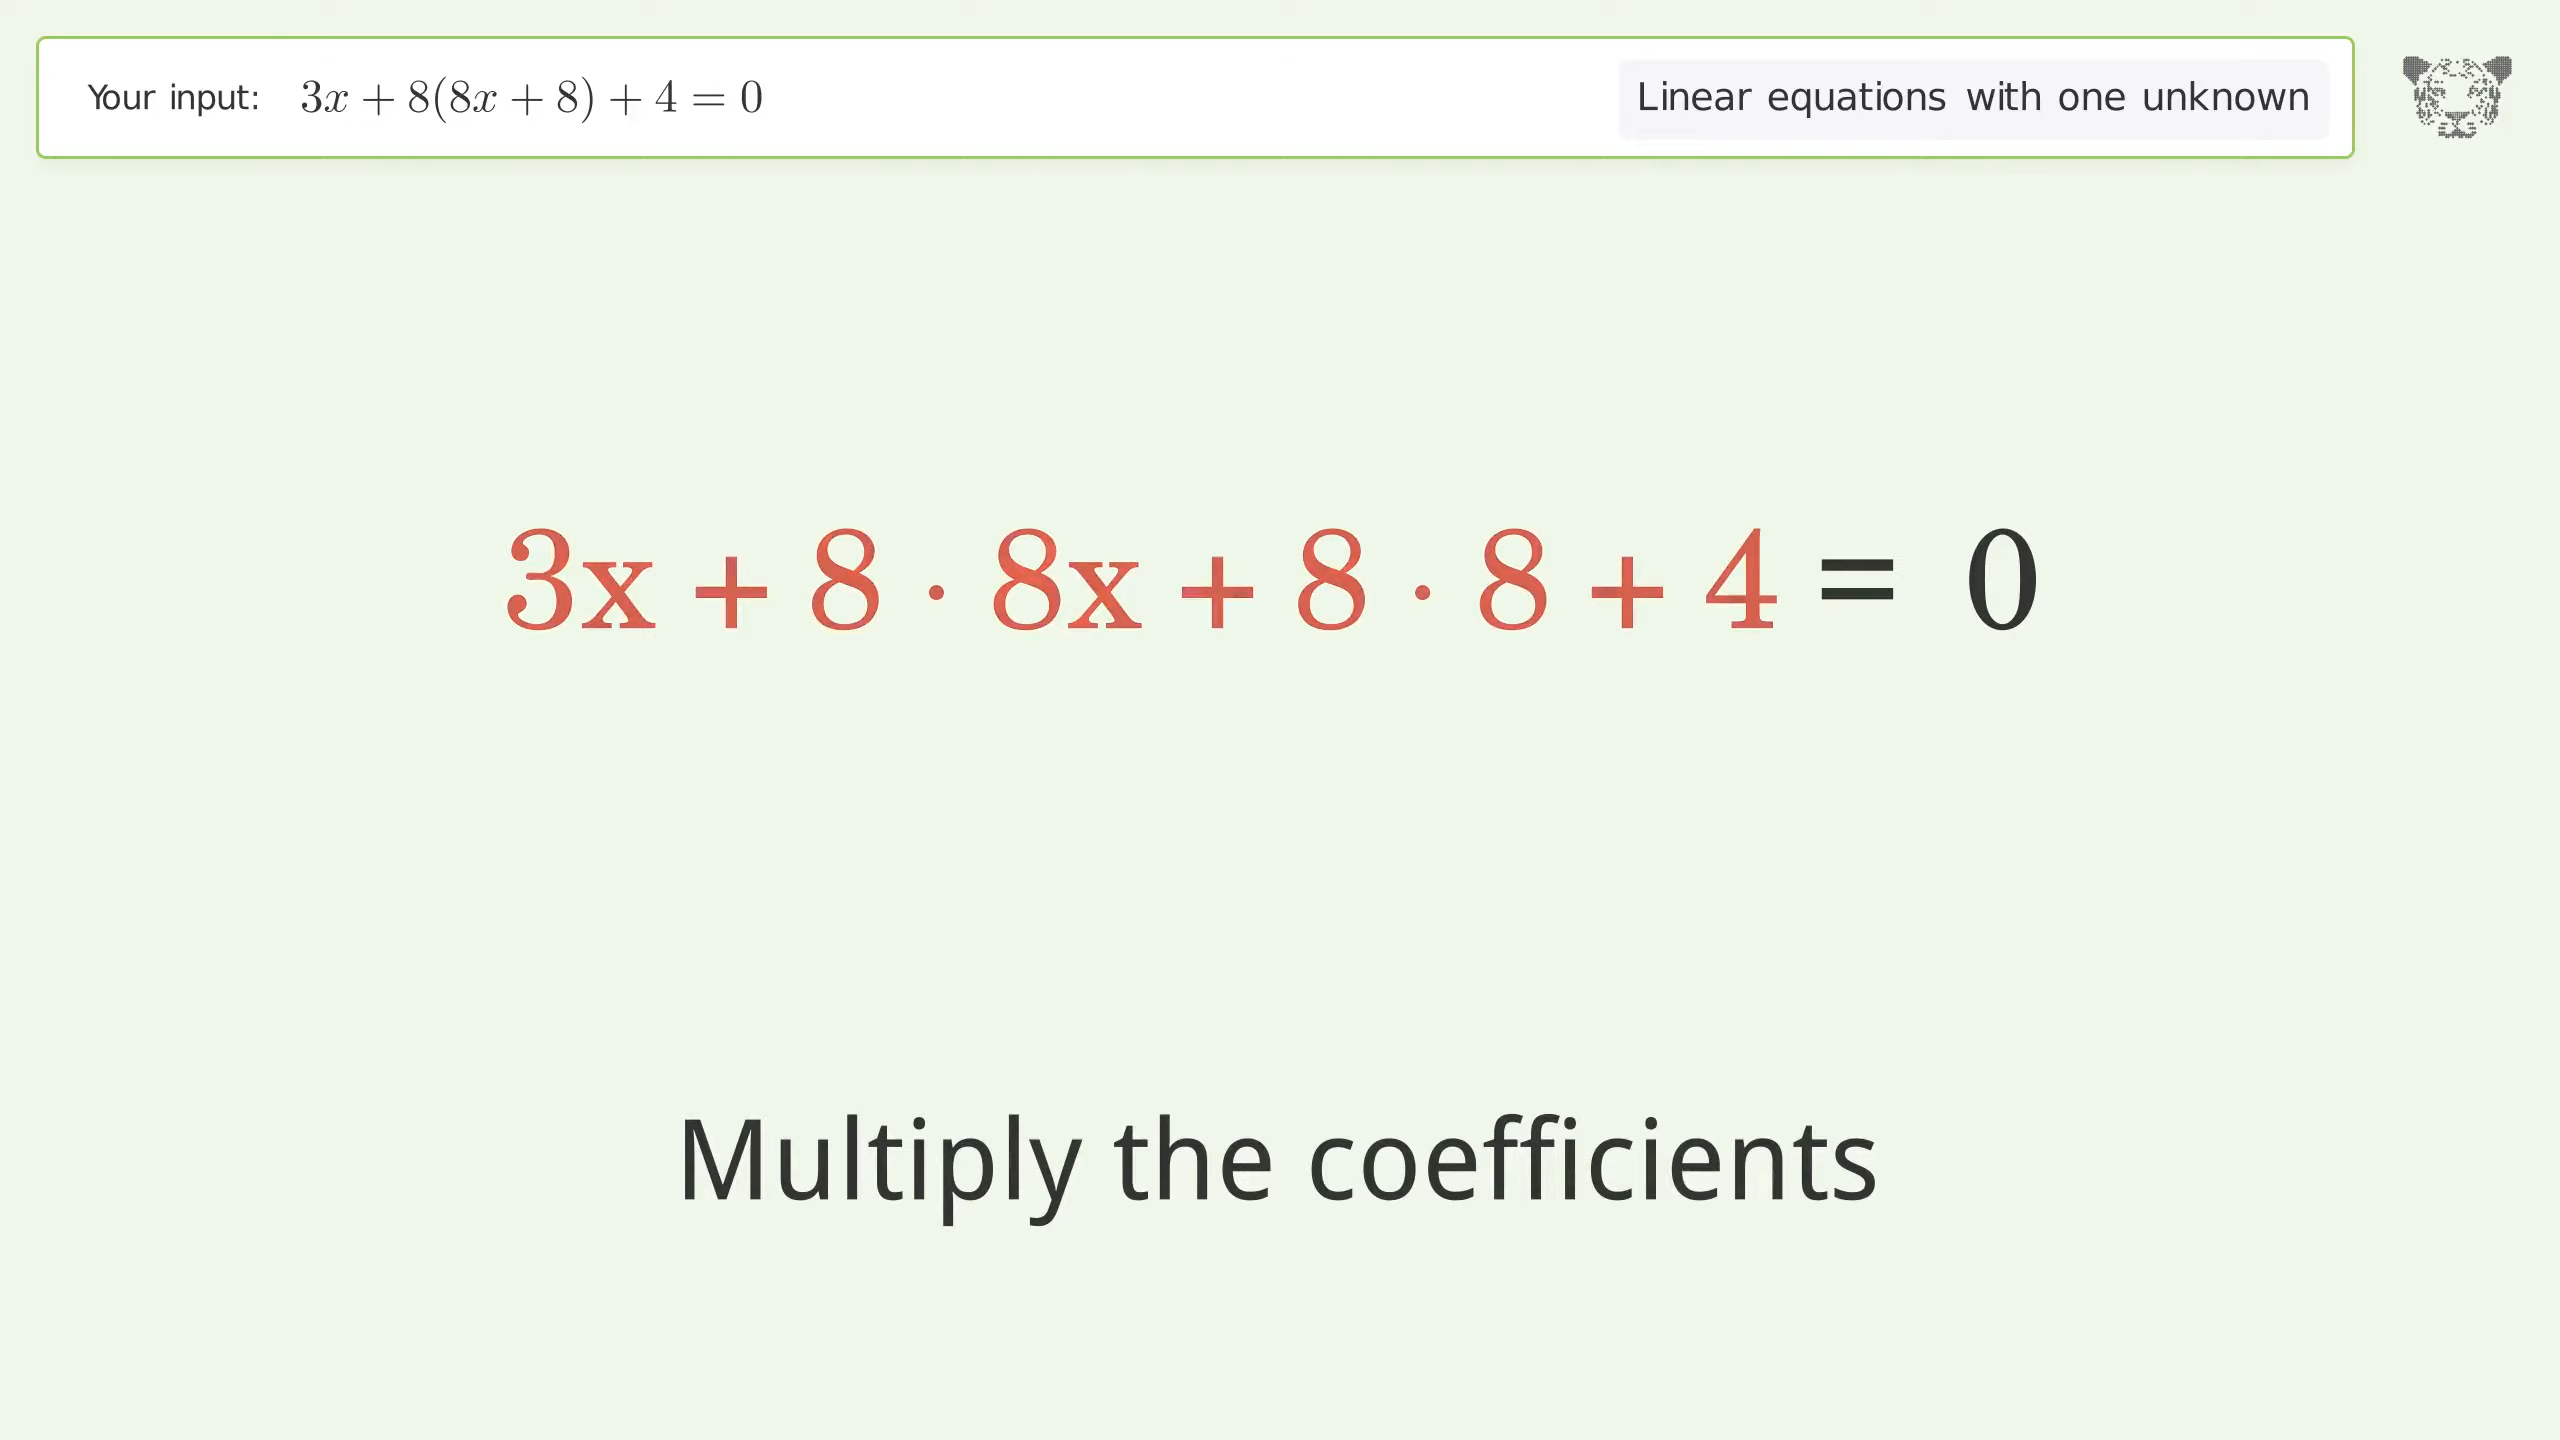 Your input: 3x + 8(8x + 8) + 4 = 0 Linear equations with one unknown
3x + 8 · 8x + 8 · 8 + 4 = 0
Multiply the coefficients